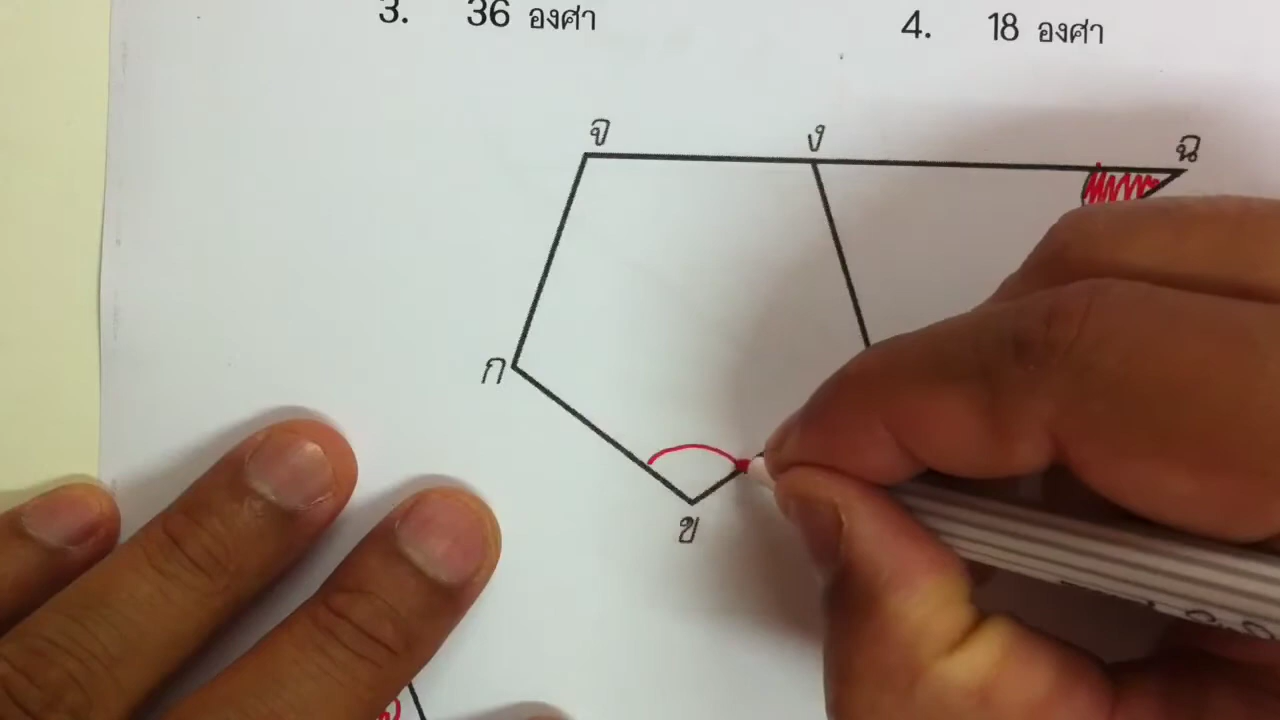 3. 36 องศา
4. 18 องศา
จ ง ฉ
ก
ข